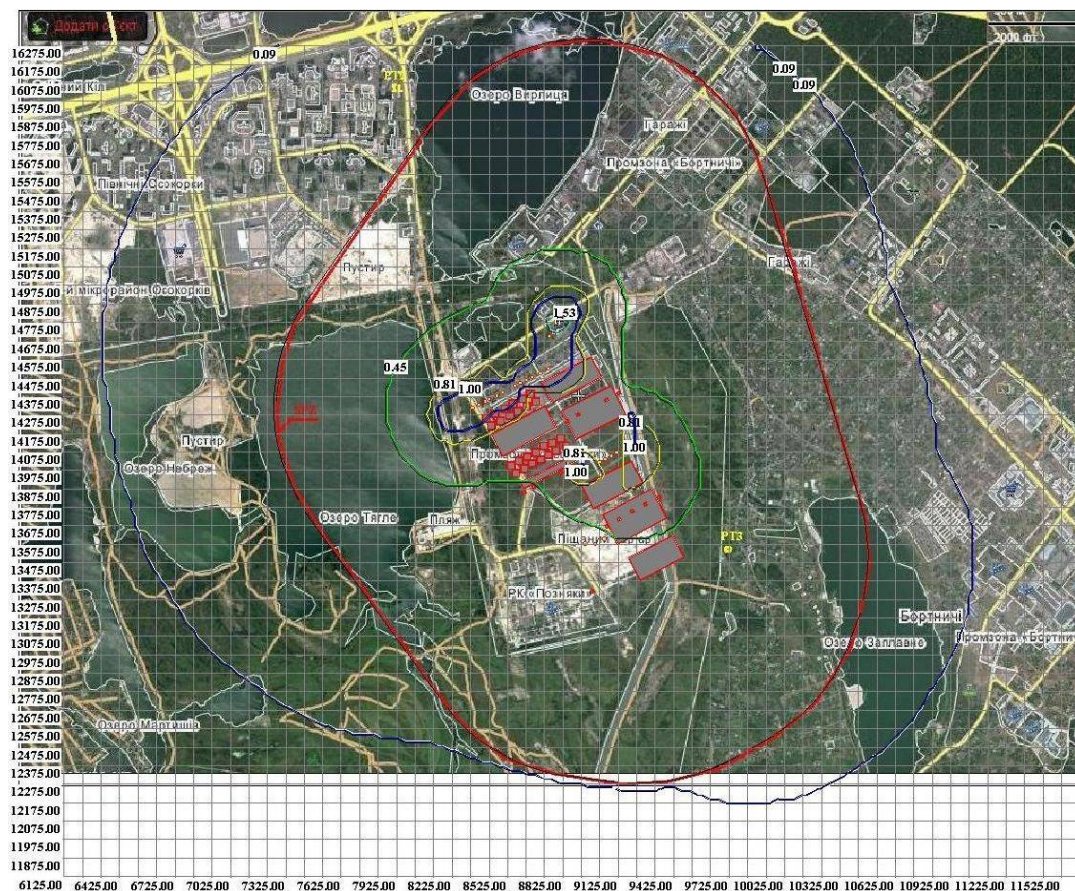 Додати об'єкт
2000 фт
16275.00
16175.00
16075.00
15975.00
15875.00
15775.00
15675.00
15575.00
15475.00
15375.00
15275.00
15175.00
15075.00
14975.00
14875.00
14775.00
14675.00
14575.00
14475.00
14375.00
14275.00
14175.00
14075.00
13975.00
13875.00
13775.00
13675.00
13575.00
13475.00
13375.00
13275.00
13175.00
13075.00
12975.00
12875.00
12775.00
12675.00
12575.00
12475.00
12375.00
12275.00
12175.00
12075.00
11975.00
11875.00
0.09
0.09
0.09
Озеро Вирлиця
Гаражі
Промзона «Бортничі»
Північні Осокорки
Пустир
Гаражі
й мікрорайон Осокорків
1.53
0.45
0.81
1.00
0.81
1.00
0.81
1.00
Пустир
Озеро Небреж
Озеро Тягле
Пляж
РТ3
РК «Позняки»
Бортничі
Промзона «Бортнич
Озеро Заплавне
Озеро Мартишів
6125.00 6425.00 6725.00 7025.00 7325.00 7625.00 7925.00 8225.00 8525.00 8825.00 9125.00 9425.00 9725.00 10025.00 10325.00 10625.00 10925.00 11225.00 11525.00